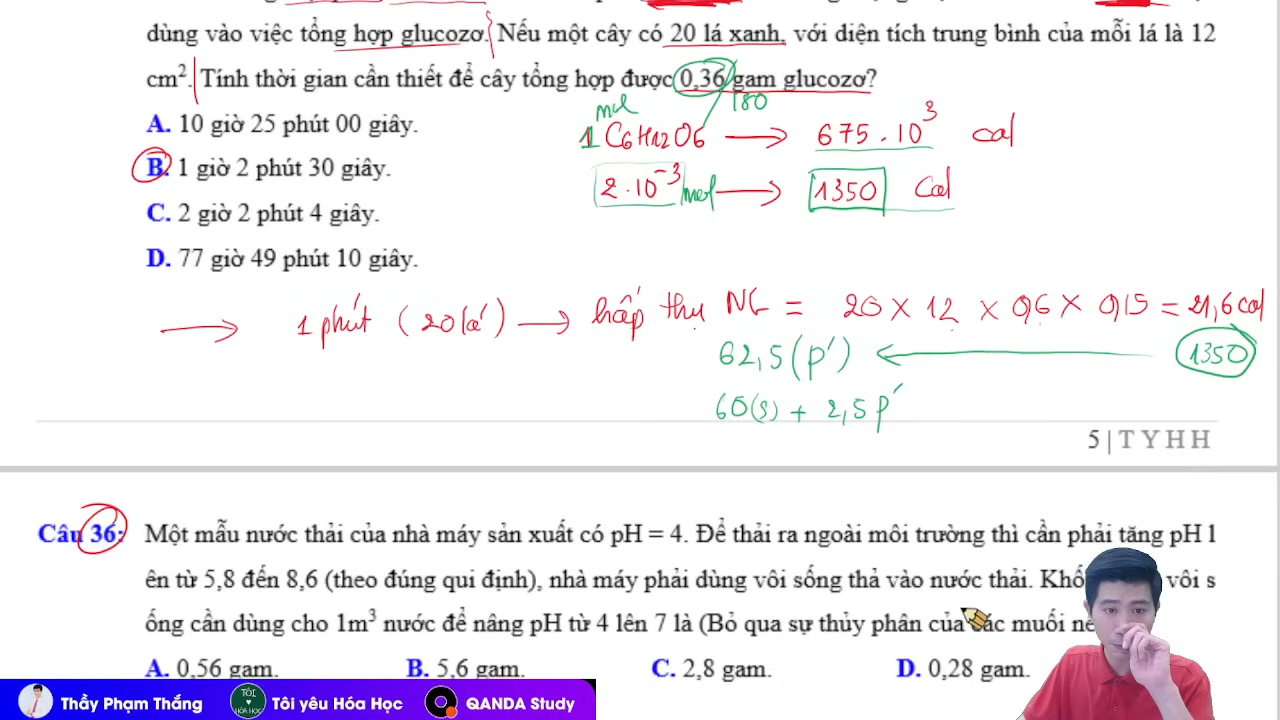 dùng vào việc tổng hợp glucozơ. Nếu một cây có 20 lá xanh, với diện tích trung bình của mỗi lá là 12
cm². Tính thời gian cần thiết để cây tổng hợp được 0,36 gam glucozơ?
180
A. 10 giờ 25 phút 00 giây.
mol
1 C6H12O6 → 675.10³ cal
B. 1 giờ 2 phút 30 giây.
2.10⁻³ mol → 1350 Cal
C. 2 giờ 2 phút 4 giây.
D. 77 giờ 49 phút 10 giây.
→ 1 phút (20 lá) → hấp thụ NL = 20 × 12 × 0,6 × 0,15 = 21,6 cal
62,5 (p') ← 1350
60(s) + 2,5 p'
5 | T Y H H
Câu 36: Một mẫu nước thải của nhà máy sản xuất có pH = 4. Để thải ra ngoài môi trường thì cần phải tăng pH l
ên từ 5,8 đến 8,6 (theo đúng qui định), nhà máy phải dùng vôi sống thả vào nước thải. Khố vôi s
ống cần dùng cho 1m³ nước để nâng pH từ 4 lên 7 là (Bỏ qua sự thủy phân của các muối nế
A. 0,56 gam. B. 5,6 gam. C. 2,8 gam. D. 0,28 gam.
Thầy Phạm Thắng TÔI HÓA HỌC Tôi yêu Hóa Học QANDA Study